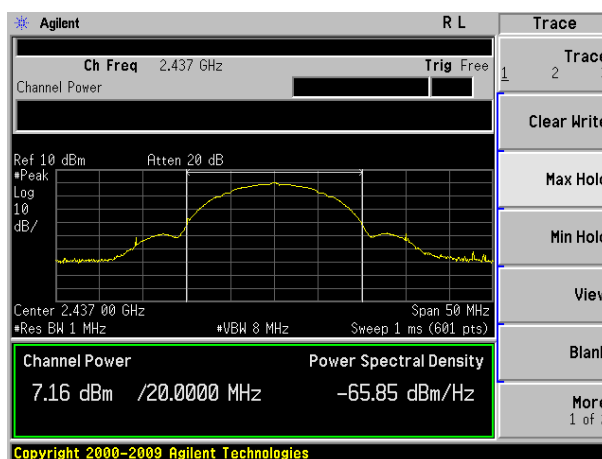 Agilent
R L
Trace
Ch Freq 2.437 GHz
Trig Free
Channel Power
Trace
1 2
Clear Write
Ref 10 dBm Atten 20 dB
#Peak
Log
10
dB/
Max Hold
Min Hold
View
Center 2.437 00 GHz
Span 50 MHz
#Res BW 1 MHz #VBW 8 MHz Sweep 1 ms (601 pts)
Blank
Channel Power
Power Spectral Density
7.16 dBm /20.0000 MHz
-65.85 dBm/Hz
More
1 of
Copyright 2000-2009 Agilent Technologies